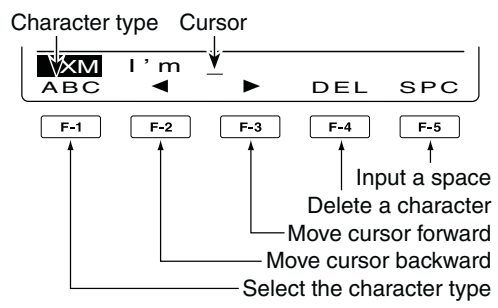 Character type Cursor
VXM I'm _
ABC ◄ ► DEL SPC
F-1 F-2 F-3 F-4 F-5
Input a space
Delete a character
Move cursor forward
Move cursor backward
Select the character type